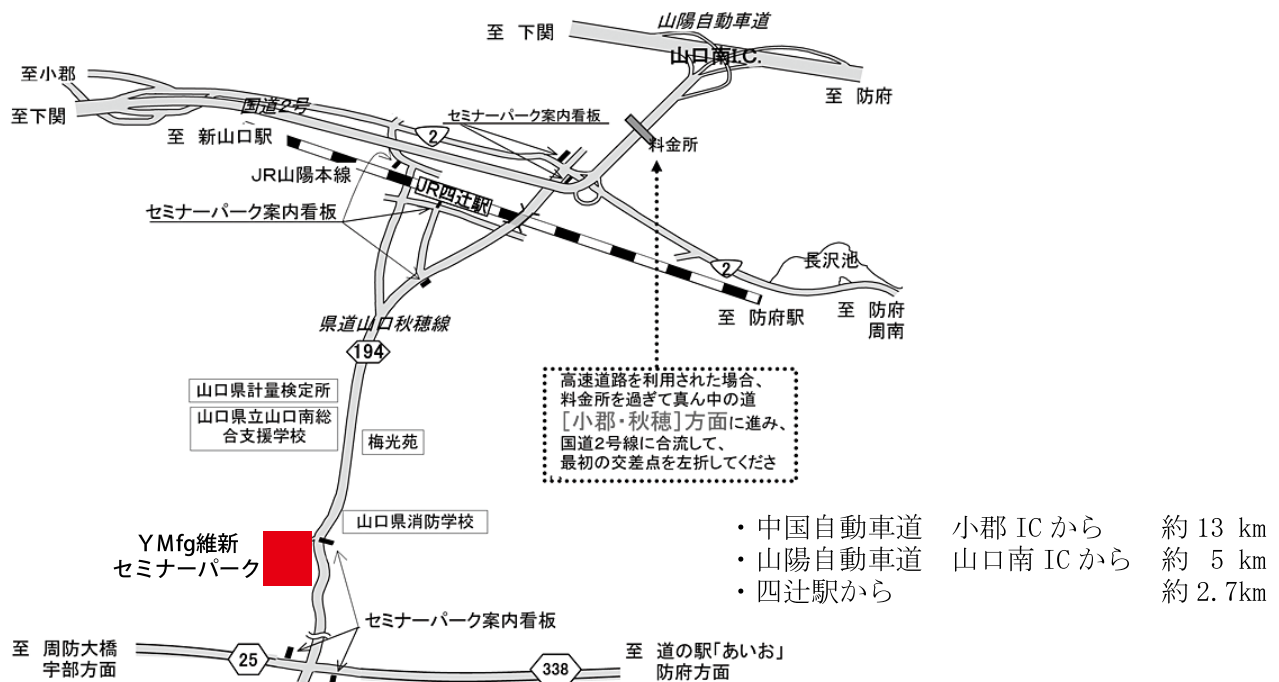 山陽自動車道
至 下関
山口南I.C.
至小郡
至 防府
国道2号
至下関
セミナーパーク案内看板
至 新山口駅
2
料金所
JR山陽本線
JR四辻駅
セミナーパーク案内看板
長沢池
2
至 防府駅
至 防府
周南
県道山口秋穂線
194
高速道路を利用された場合、
料金所を過ぎて真ん中の道
[小郡・秋穂]方面に進み、
国道2号線に合流して、
最初の交差点を左折してくださ
山口県計量検定所
山口県立山口南総
合支援学校
梅光苑
山口県消防学校
YMfg維新
セミナーパーク
・中国自動車道 小郡ICから 約13 km
・山陽自動車道 山口南ICから 約 5 km
・四辻駅から 約2.7km
セミナーパーク案内看板
至 周防大橋
宇部方面
25
338
至 道の駅「あいお」
防府方面